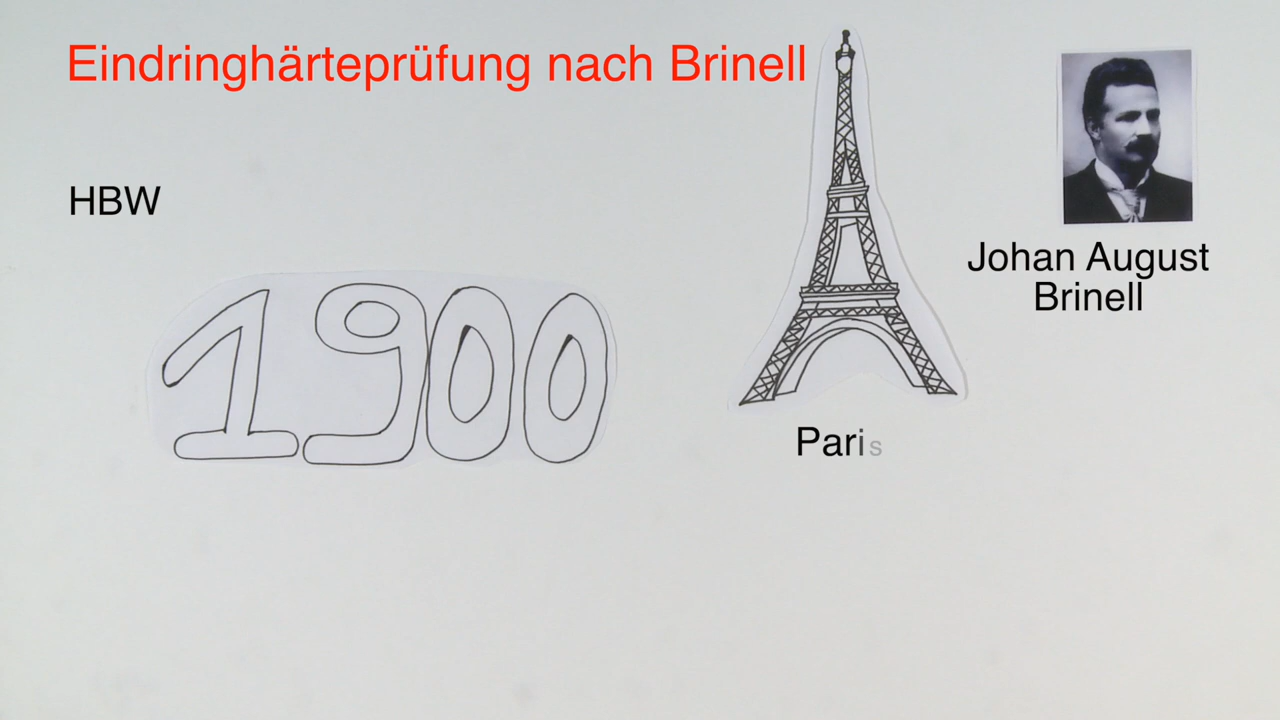 Eindringhärteprüfung nach Brinell
HBW
1900
Paris
Johan August
Brinell